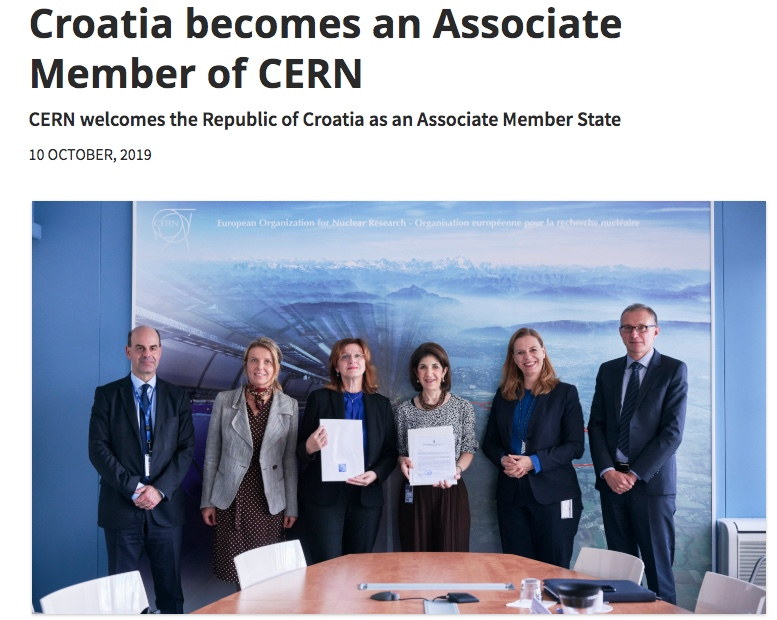 Croatia becomes an Associate
Member of CERN
CERN welcomes the Republic of Croatia as an Associate Member State
10 OCTOBER, 2019
CERN
European Organization for Nuclear Research - Organisation européenne pour la recherche nucléaire